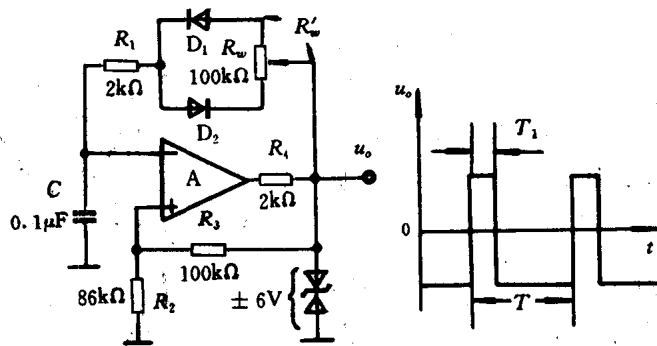 R₁
2kΩ
D₁
R_w
100kΩ
R'_w
D₂
C
0.1μF
A
R₄
2kΩ
u_o
R₃
100kΩ
86kΩ
R₂
±6V
u_o
T₁
0
t
T